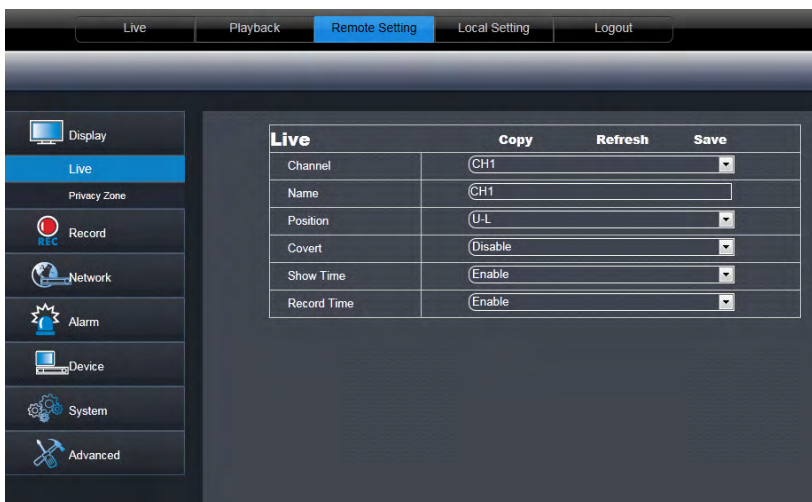 Live Playback Remote Setting Local Setting Logout
Display
Live
Privacy Zone
REC Record
Network
Alarm
Device
System
Advanced
Live Copy Refresh Save
Channel CH1
Name CH1
Position U-L
Covert Disable
Show Time Enable
Record Time Enable